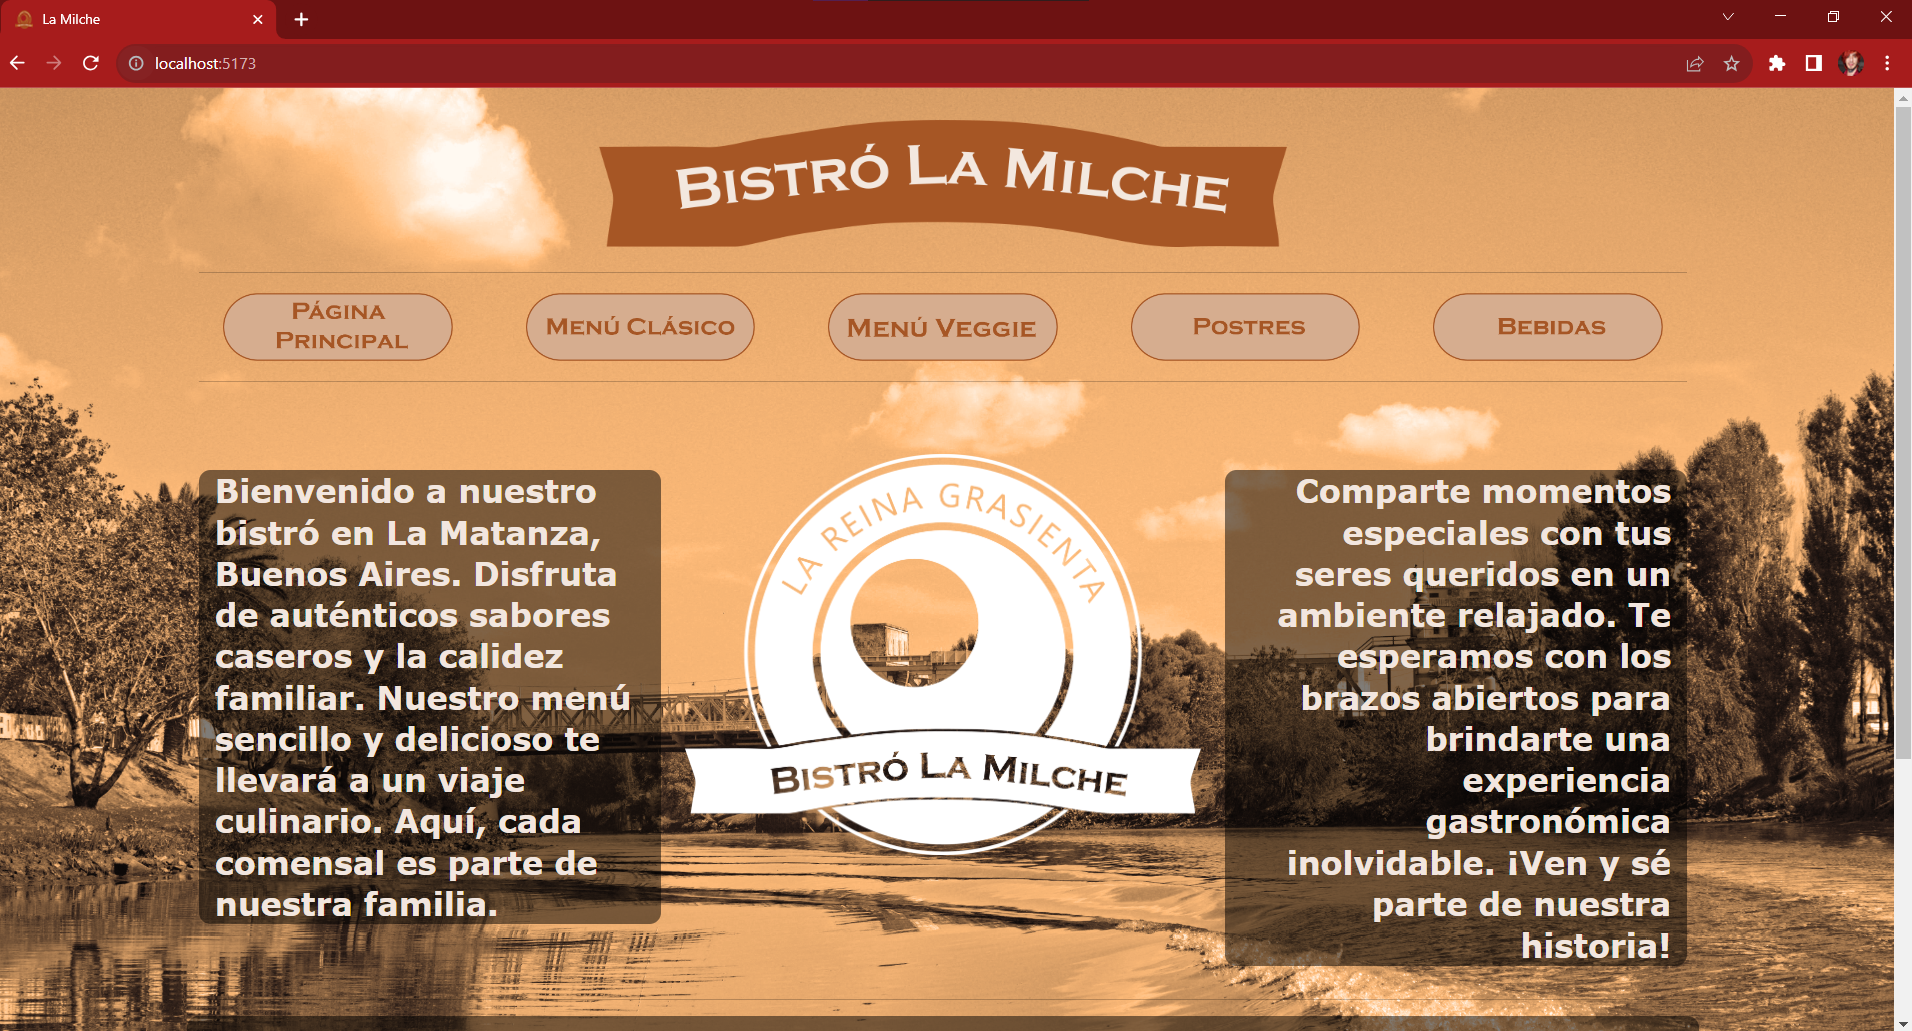 La Milche
localhost:5173
BISTRÓ LA MILCHE
PÁGINA
PRINCIPAL
MENÚ CLÁSICO
MENÚ VEGGIE
POSTRES
BEBIDAS
Bienvenido a nuestro
bistró en La Matanza,
Buenos Aires. Disfruta
de auténticos sabores
caseros y la calidez
familiar. Nuestro menú
sencillo y delicioso te
llevará a un viaje
culinario. Aquí, cada
comensal es parte de
nuestra familia.
LA REINA GRASIENTA
BISTRÓ LA MILCHE
Comparte momentos
especiales con tus
seres queridos en un
ambiente relajado. Te
esperamos con los
brazos abiertos para
brindarte una
experiencia
gastronómica
inolvidable. ¡Ven y sé
parte de nuestra
historia!